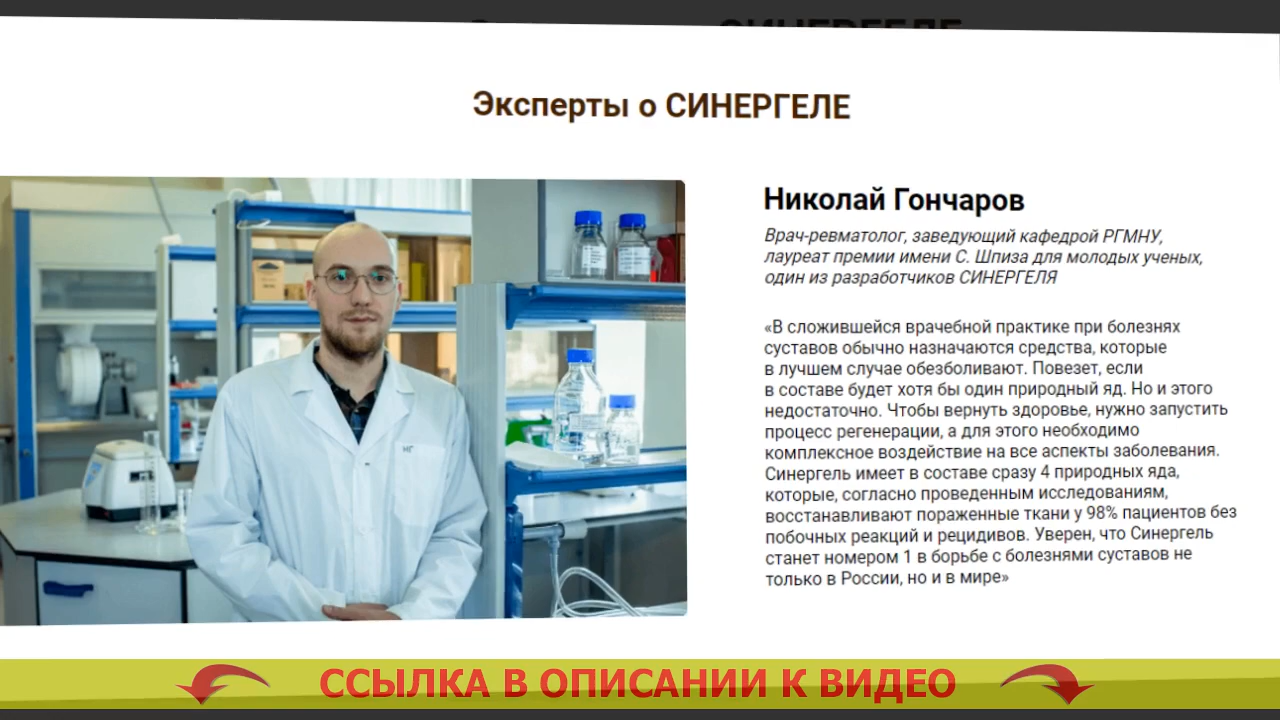 Эксперты о СИНЕРГЕЛЕ
Николай Гончаров
Врач-ревматолог, заведующий кафедрой РГМНУ,
лауреат премии имени С. Шпиза для молодых ученых,
один из разработчиков СИНЕРГЕЛЯ
«В сложившейся врачебной практике при болезнях
суставов обычно назначаются средства, которые
в лучшем случае обезболивают. Повезет, если
в составе будет хотя бы один природный яд. Но и этого
недостаточно. Чтобы вернуть здоровье, нужно запустить
процесс регенерации, а для этого необходимо
комплексное воздействие на все аспекты заболевания.
Синергель имеет в составе сразу 4 природных яда,
которые, согласно проведенным исследованиям,
восстанавливают пораженные ткани у 98% пациентов без
побочных реакций и рецидивов. Уверен, что Синергель
станет номером 1 в борьбе с болезнями суставов не
только в России, но и в мире»
НГ
ССЫЛКА В ОПИСАНИИ К ВИДЕО